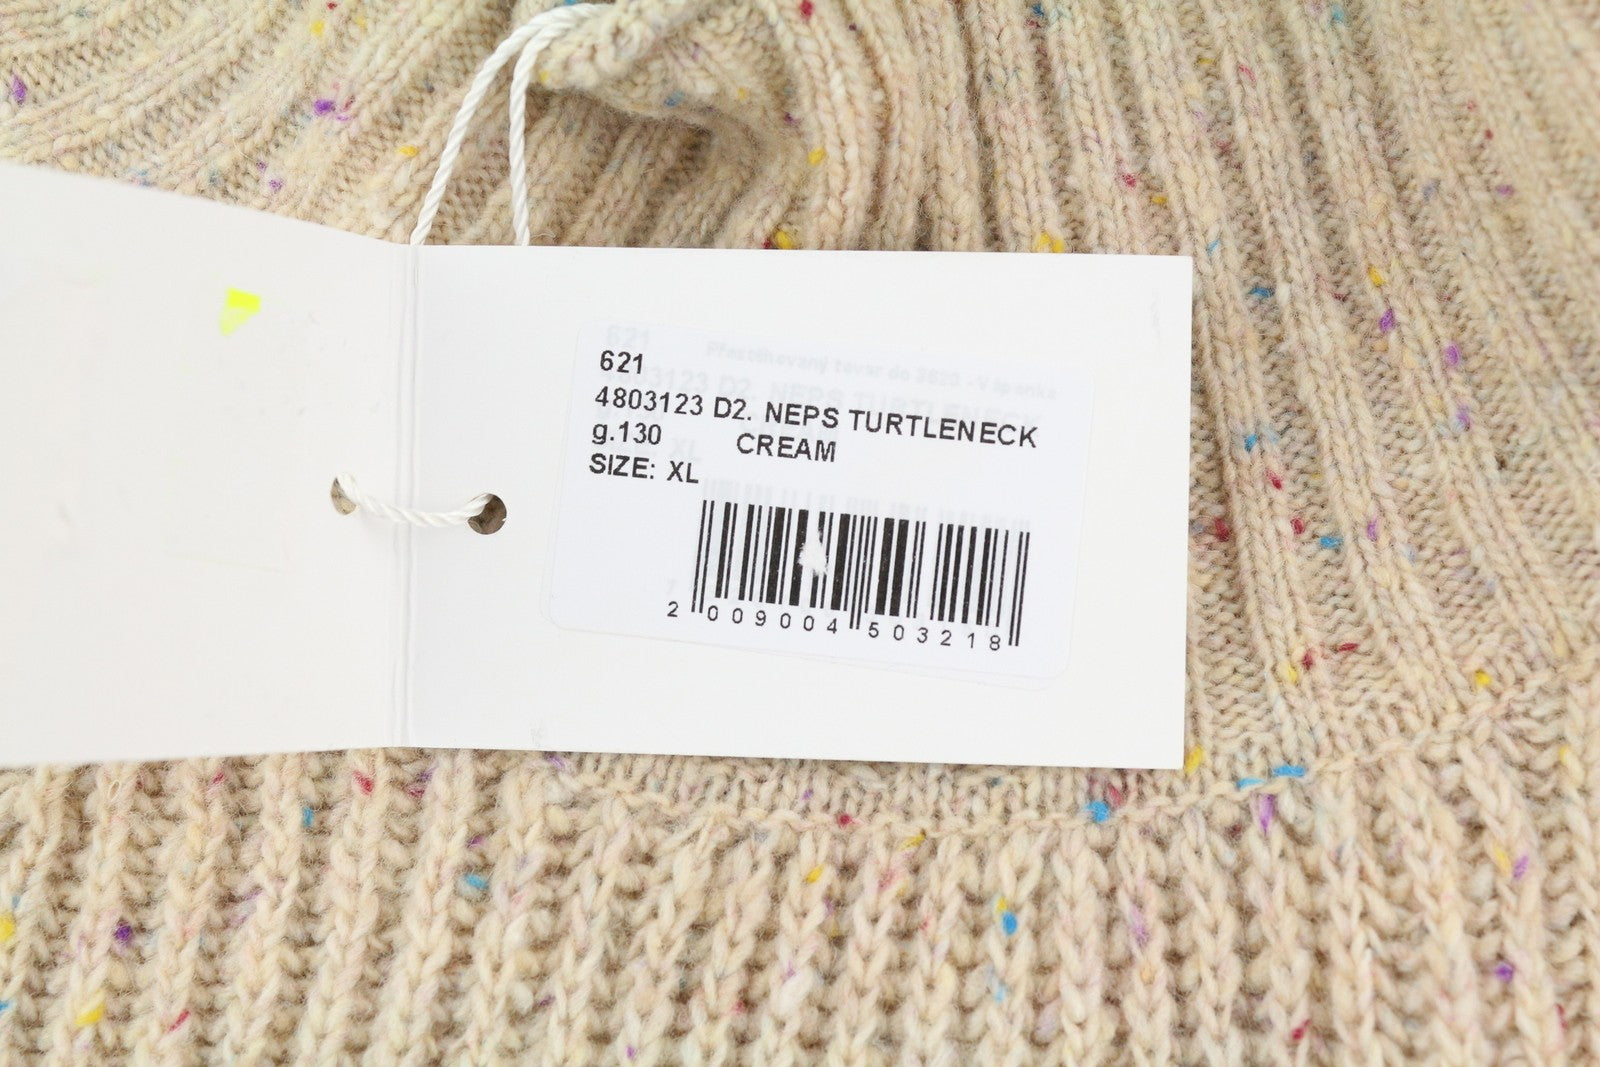 621
4803123 D2. NEPS TURTLENECK
g.130 CREAM
SIZE: XL
2 009004 503218